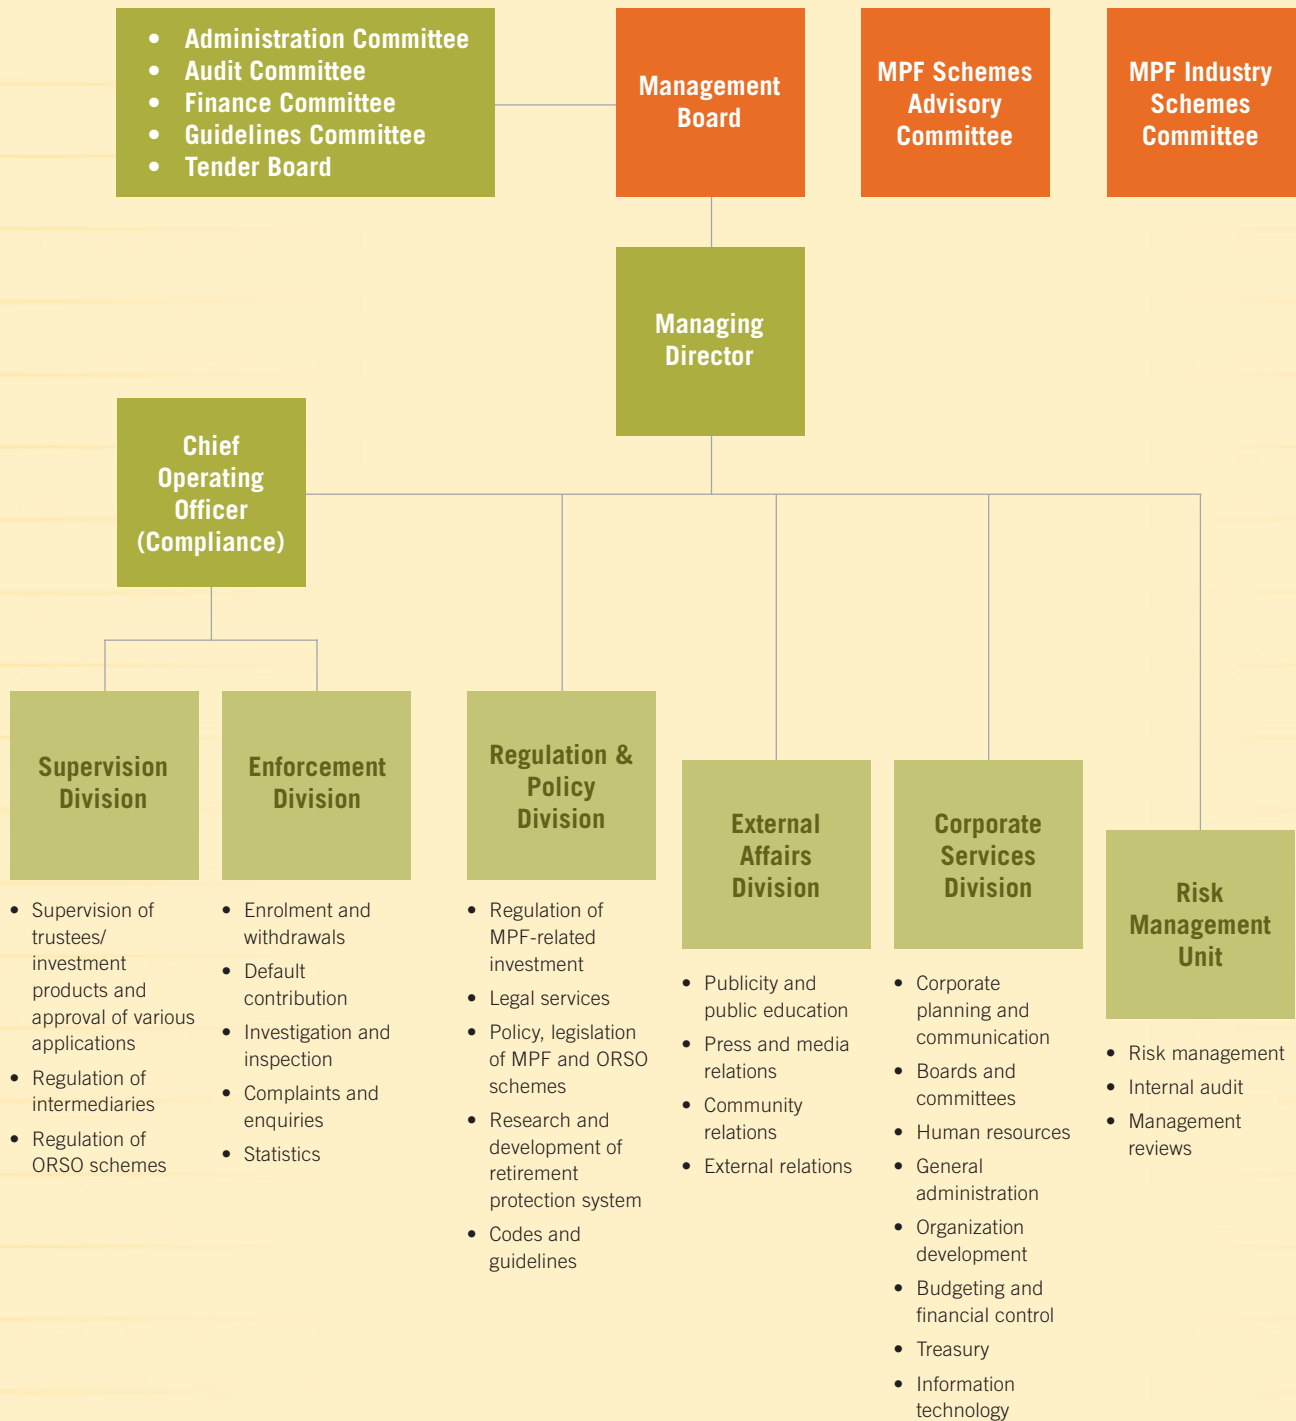 • Administration Committee
• Audit Committee
• Finance Committee
• Guidelines Committee
• Tender Board
Management
Board
MPF Schemes
Advisory
Committee
MPF Industry
Schemes
Committee
Managing
Director
Chief
Operating
Officer
(Compliance)
Supervision
Division
• Supervision of
trustees/
investment
products and
approval of various
applications
• Regulation of
intermediaries
• Regulation of
ORSO schemes
Enforcement
Division
• Enrolment and
withdrawals
• Default
contribution
• Investigation and
inspection
• Complaints and
enquiries
• Statistics
Regulation &
Policy
Division
• Regulation of
MPF-related
investment
• Legal services
• Policy, legislation
of MPF and ORSO
schemes
• Research and
development of
retirement
protection system
• Codes and
guidelines
External
Affairs
Division
• Publicity and
public education
• Press and media
relations
• Community
relations
• External relations
Corporate
Services
Division
• Corporate
planning and
communication
• Boards and
committees
• Human resources
• General
administration
• Organization
development
• Budgeting and
financial control
• Treasury
• Information
technology
Risk
Management
Unit
• Risk management
• Internal audit
• Management
reviews